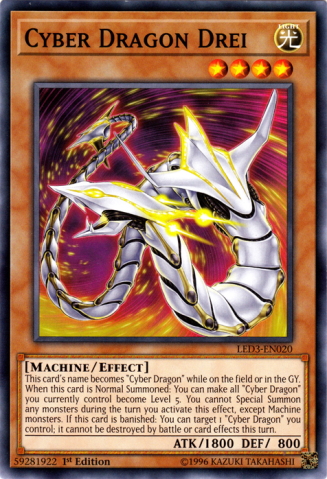 CYBER DRAGON DREI
LIGHT
光
LED3-EN020
[MACHINE/EFFECT]
This card's name becomes "Cyber Dragon" while on the field or in the GY.
When this card is Normal Summoned: You can make all "Cyber Dragon"
you currently control become Level 5. You cannot Special Summon
any monsters during the turn you activate this effect, except Machine
monsters. If this card is banished: You can target 1 "Cyber Dragon" you
control; it cannot be destroyed by battle or card effects this turn.
ATK/1800 DEF/ 800
59281922 1st Edition ©1996 KAZUKI TAKAHASHI